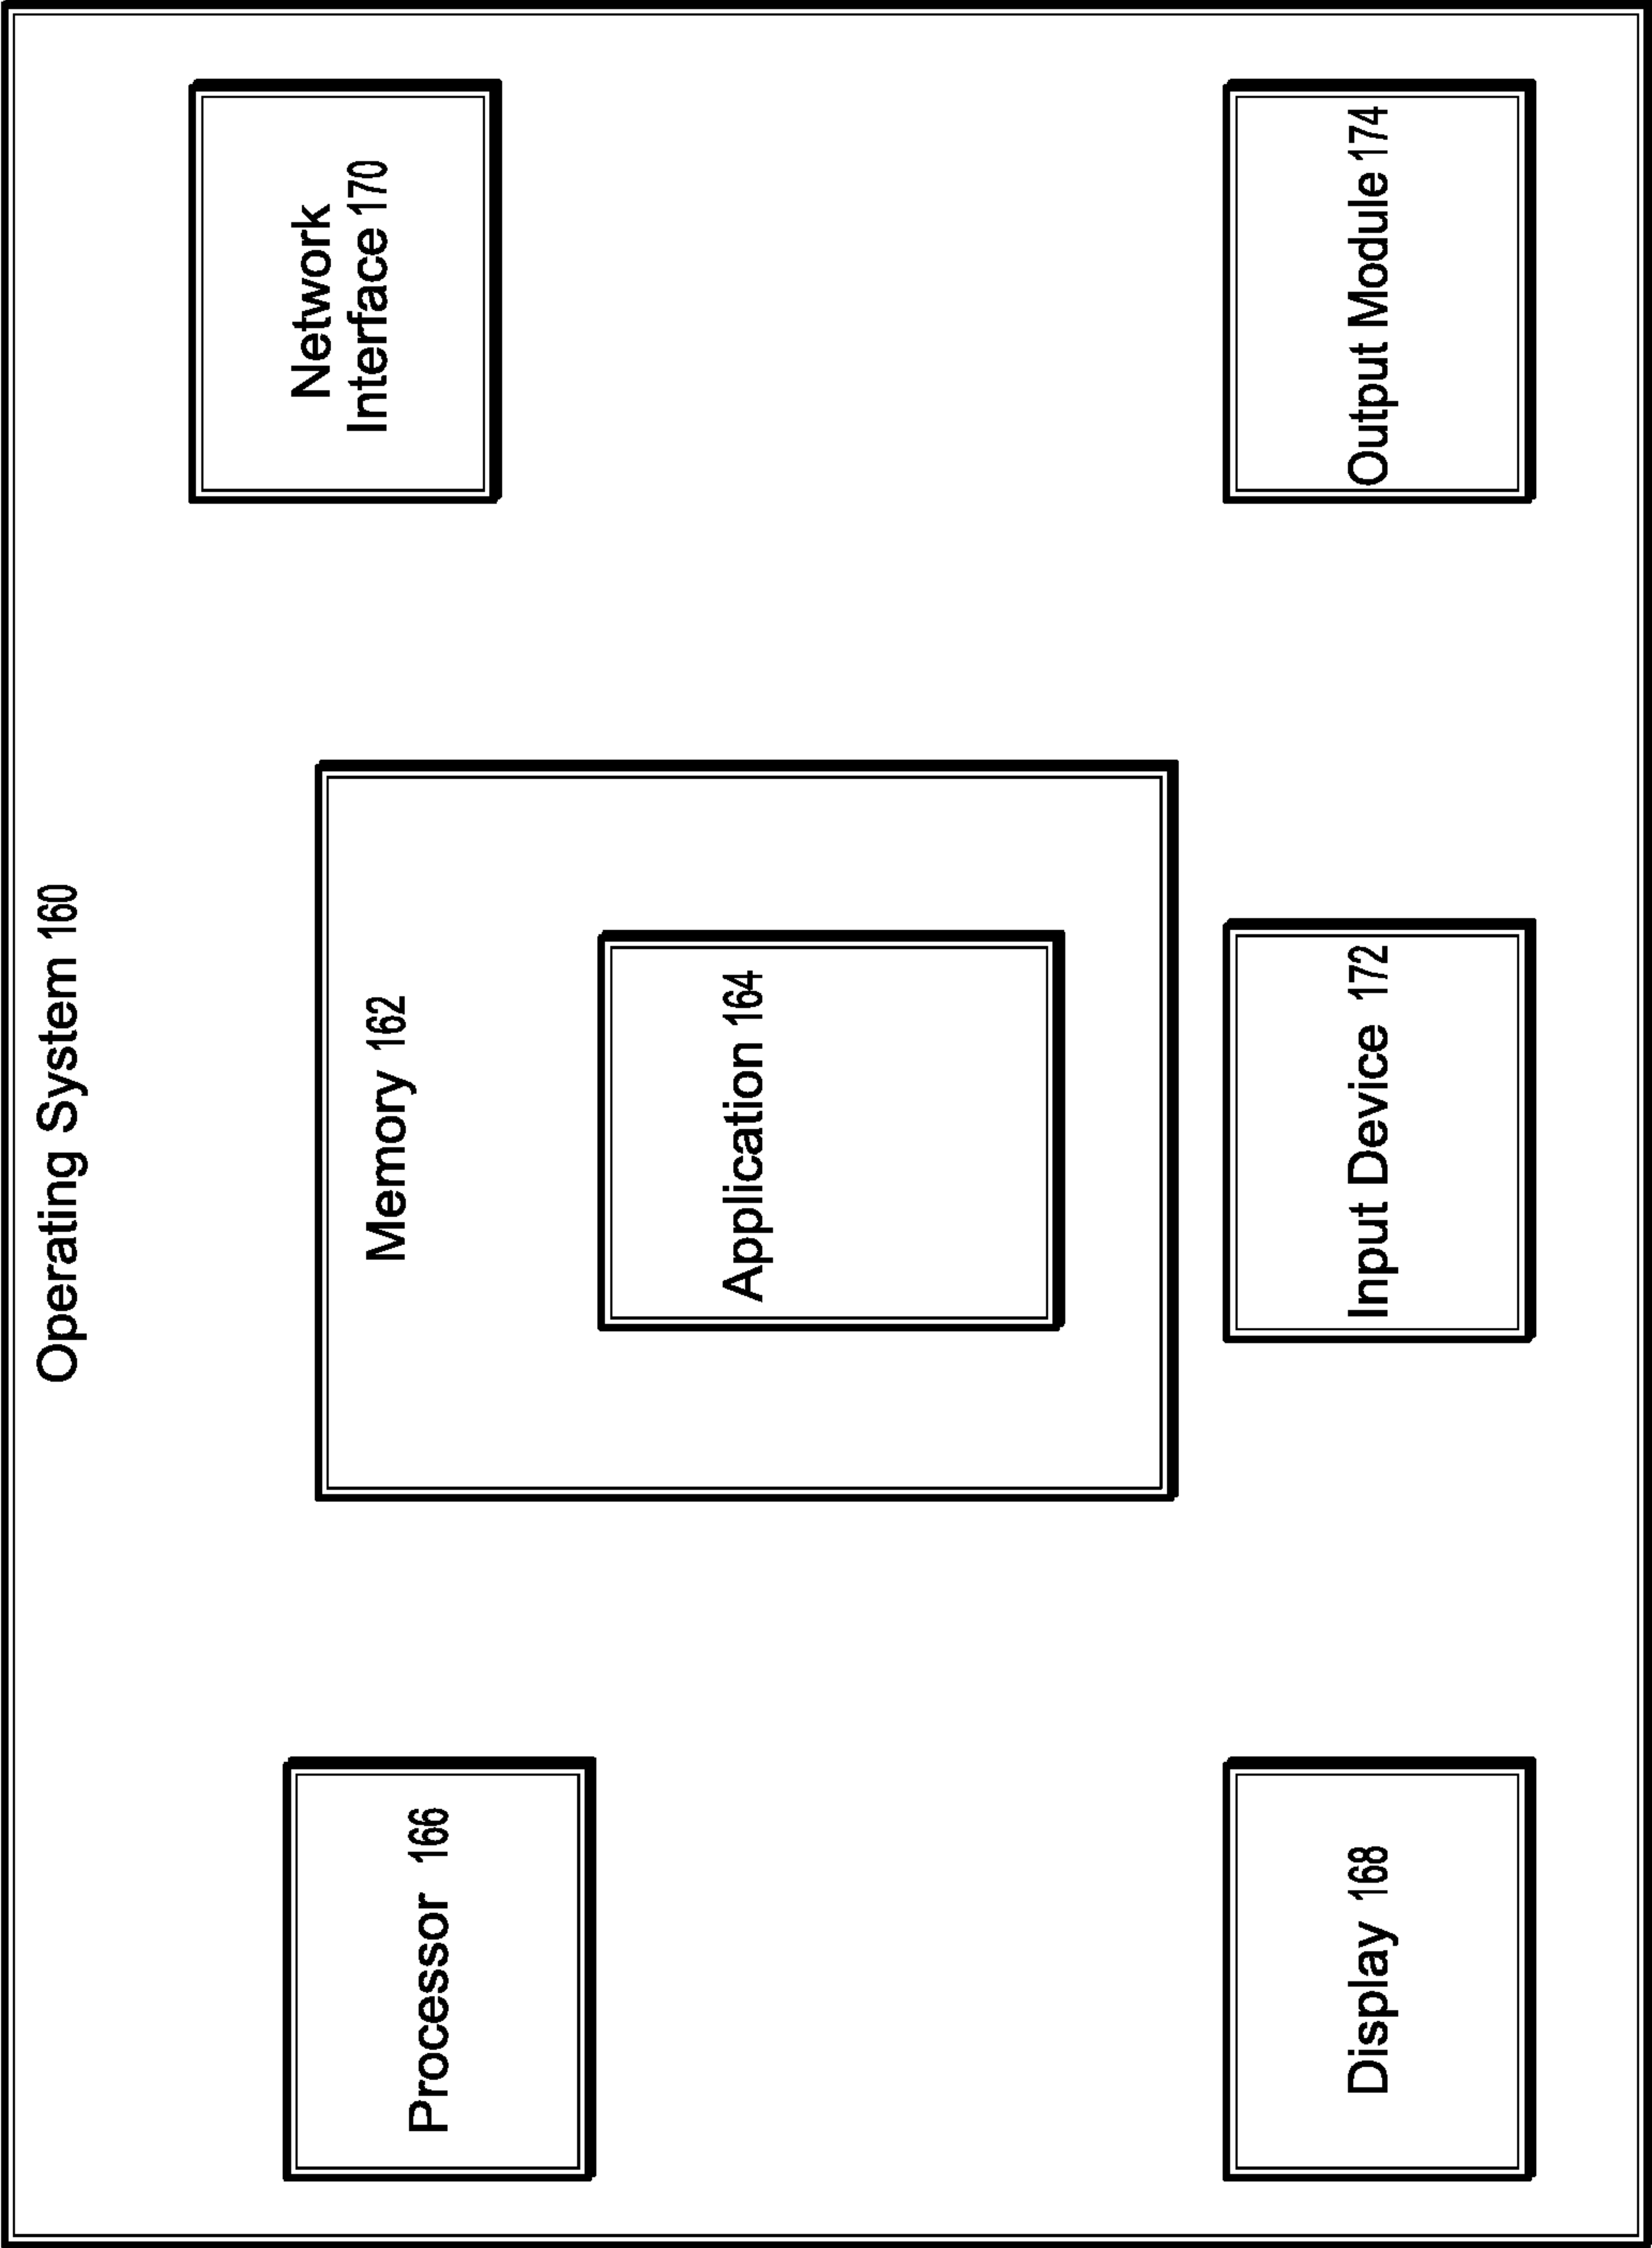 Operating System 160
Processor 166
Memory 162
Application 164
Network
Interface 170
Display 168
Input Device 172
Output Module 174